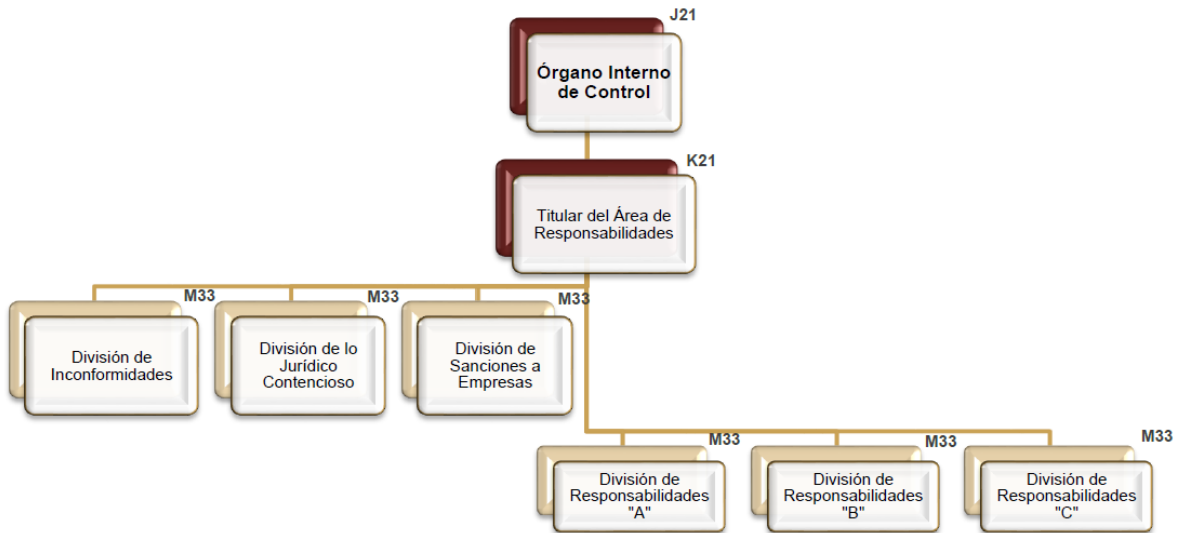 J21
Órgano Interno
de Control
K21
Titular del Área de
Responsabilidades
M33
División de
Inconformidades
M33
División de lo
Jurídico
Contencioso
M33
División de
Sanciones a
Empresas
M33
División de
Responsabilidades
"A"
M33
División de
Responsabilidades
"B"
M33
División de
Responsabilidades
"C"